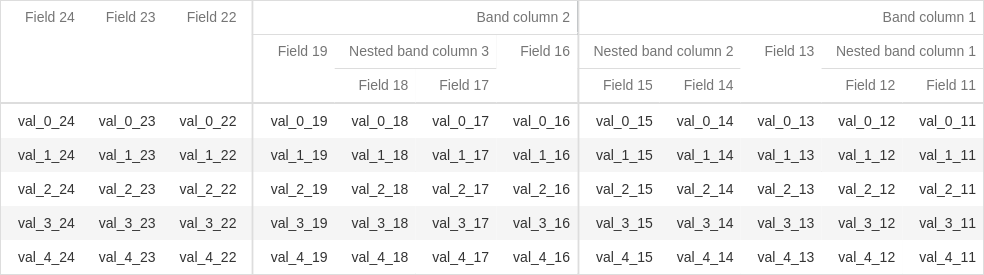 Field 24 Field 23 Field 22 Band column 2 Band column 1
Field 19 Nested band column 3 Field 16 Nested band column 2 Field 13 Nested band column 1
Field 18 Field 17 Field 15 Field 14 Field 12 Field 11
val_0_24 val_0_23 val_0_22 val_0_19 val_0_18 val_0_17 val_0_16 val_0_15 val_0_14 val_0_13 val_0_12 val_0_11
val_1_24 val_1_23 val_1_22 val_1_19 val_1_18 val_1_17 val_1_16 val_1_15 val_1_14 val_1_13 val_1_12 val_1_11
val_2_24 val_2_23 val_2_22 val_2_19 val_2_18 val_2_17 val_2_16 val_2_15 val_2_14 val_2_13 val_2_12 val_2_11
val_3_24 val_3_23 val_3_22 val_3_19 val_3_18 val_3_17 val_3_16 val_3_15 val_3_14 val_3_13 val_3_12 val_3_11
val_4_24 val_4_23 val_4_22 val_4_19 val_4_18 val_4_17 val_4_16 val_4_15 val_4_14 val_4_13 val_4_12 val_4_11